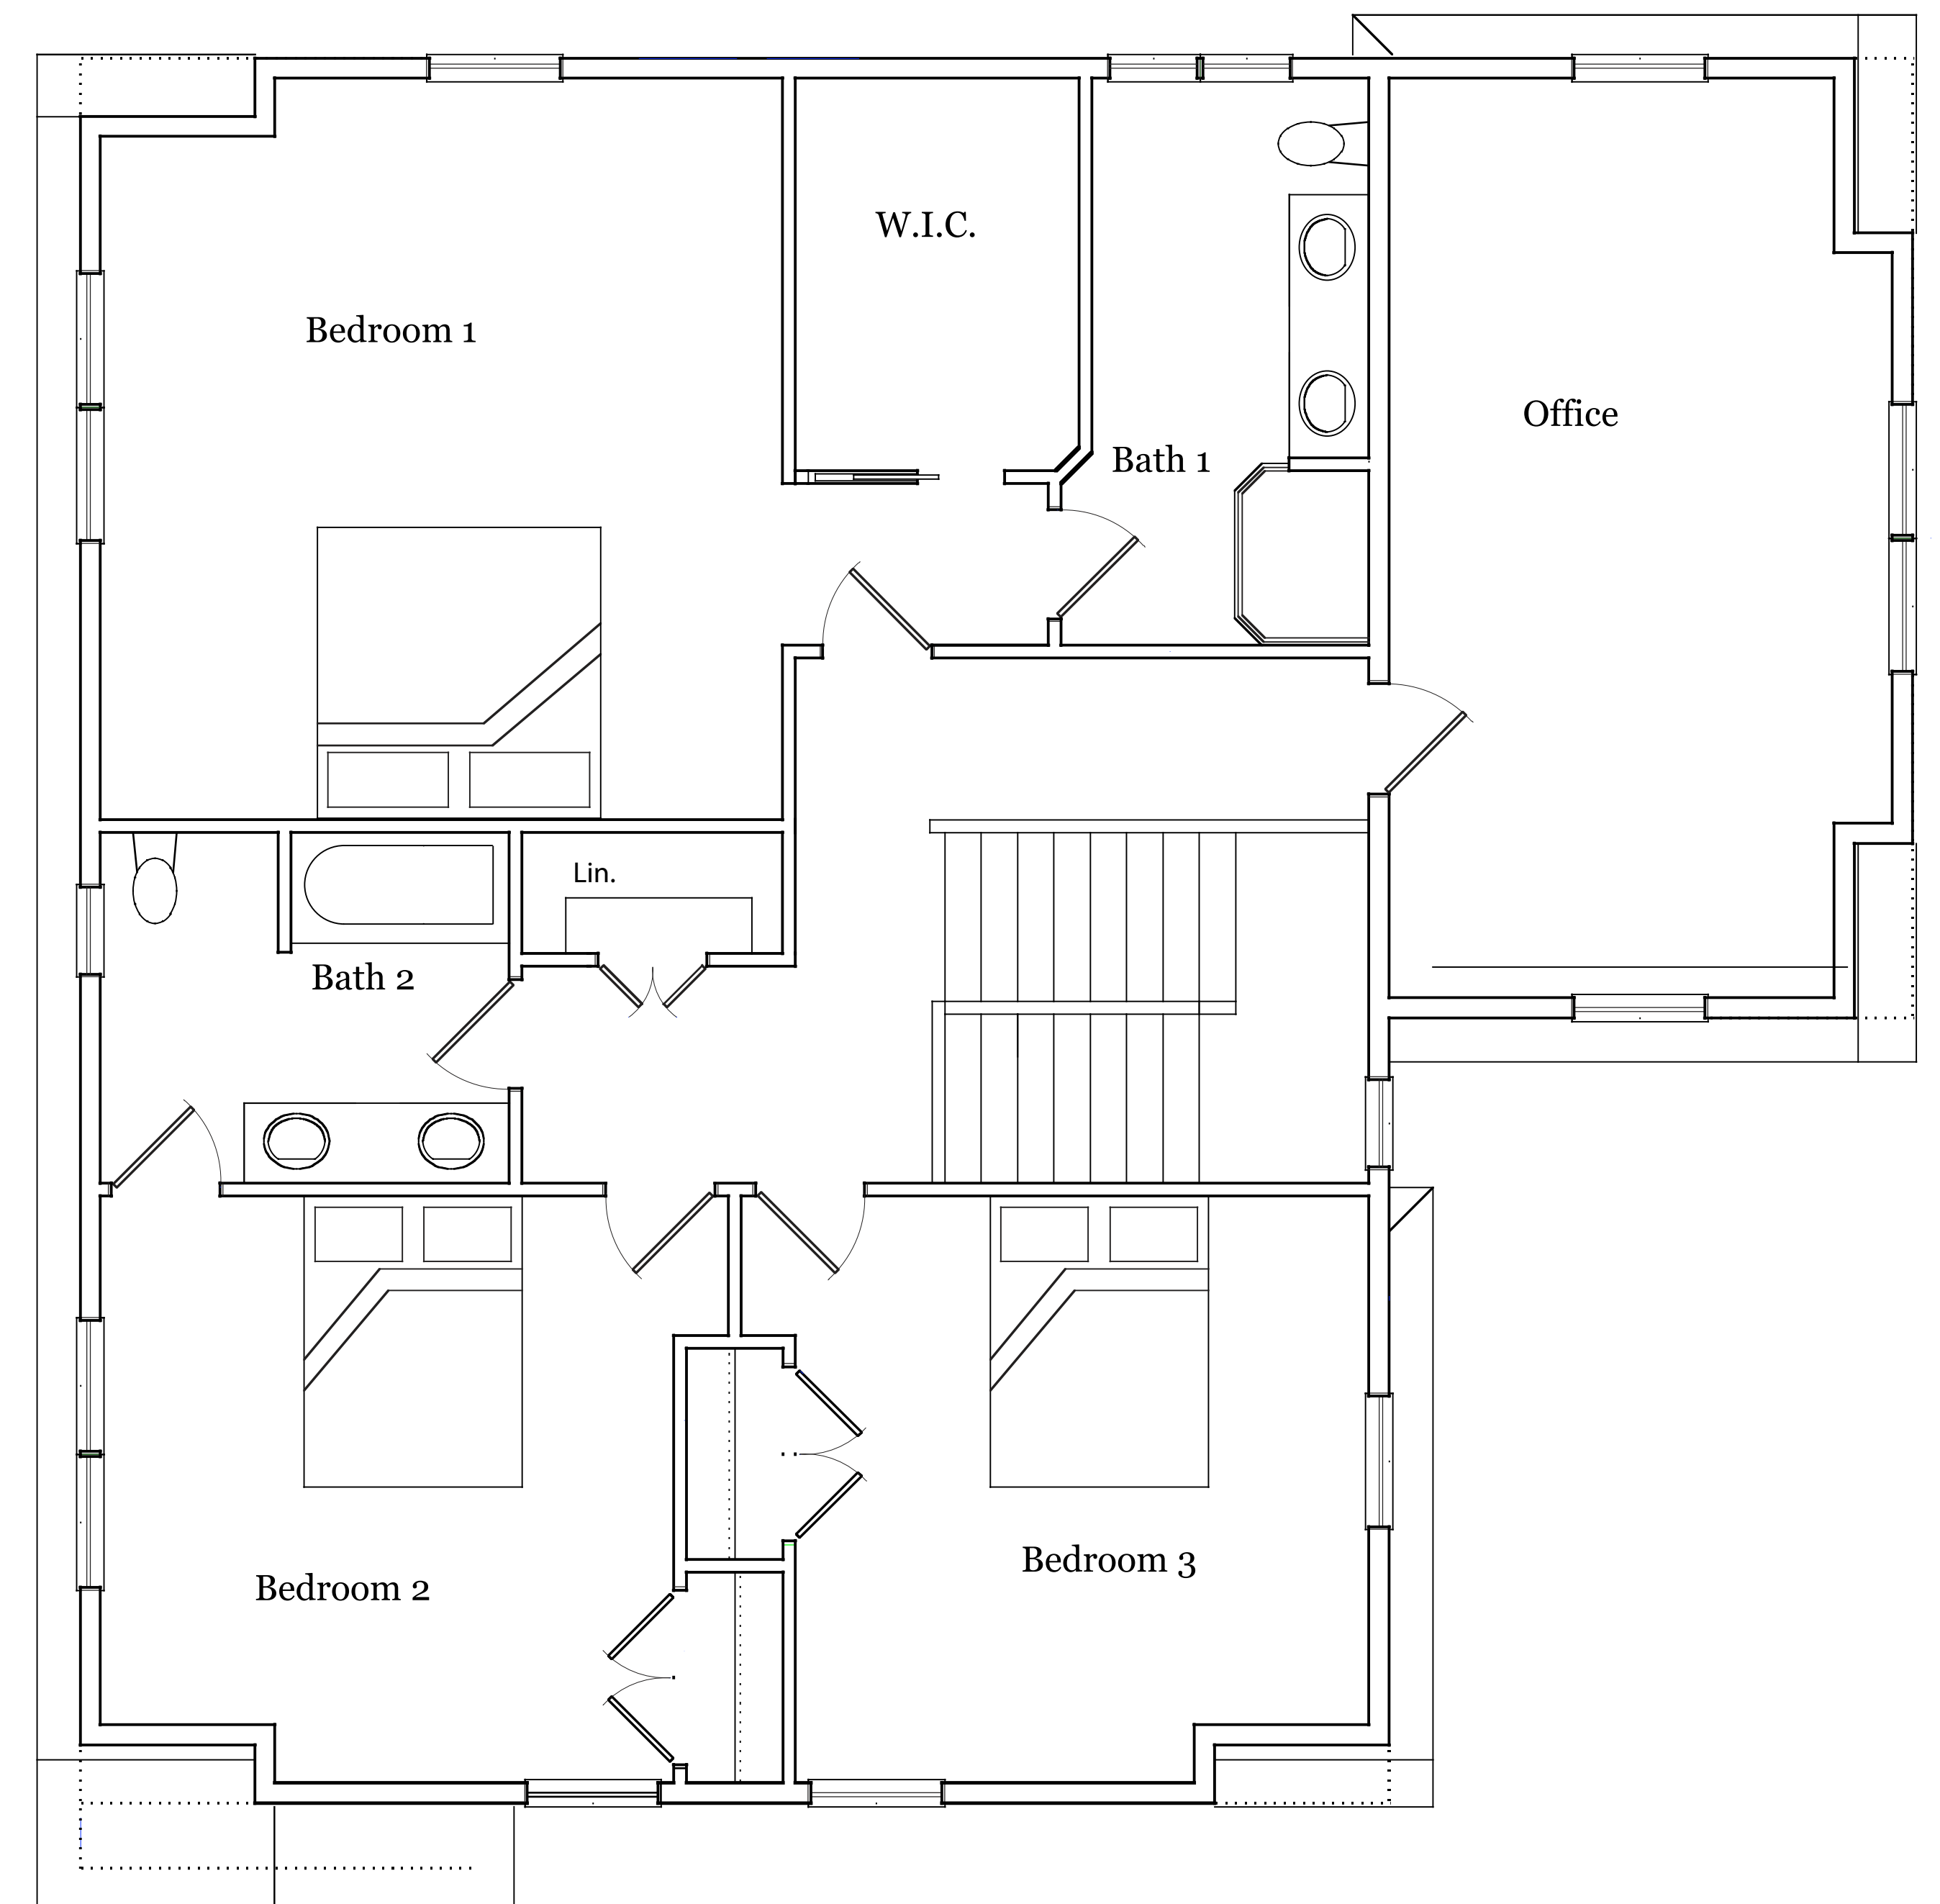 W.I.C.
Bedroom 1
Office
Bath 1
Lin.
Bath 2
Bedroom 3
Bedroom 2